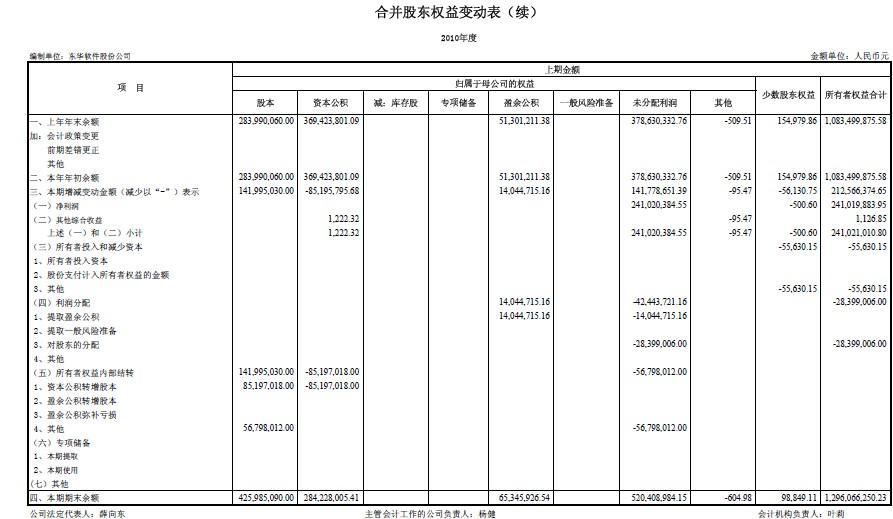 合并股东权益变动表（续）
2010年度
编制单位：东华软件股份公司 金额单位：人民币元
项 目 上期金额
归属于母公司的权益 少数股东权益 所有者权益合计
股本 资本公积 减：库存股 专项储备 盈余公积 一般风险准备 未分配利润 其他
一、上年年末余额 283,990,060.00 369,423,801.09 51,301,211.38 378,630,332.76 -509.51 154,979.86 1,083,499,875.58
加：会计政策变更
前期差错更正
其他
二、本年年初余额 283,990,060.00 369,423,801.09 51,301,211.38 378,630,332.76 -509.51 154,979.86 1,083,499,875.58
三、本期增减变动金额（减少以“-”）表示 141,995,030.00 -85,195,795.68 14,044,715.16 141,778,651.39 -95.47 -56,130.75 212,566,374.65
（一）净利润 241,020,384.55 -500.60 241,019,883.95
（二）其他综合收益 1,222.32 -95.47 1,126.85
上述（一）和（二）小计 1,222.32 241,020,384.55 -95.47 -500.60 241,021,010.80
（三）所有者投入和减少资本 -55,630.15 -55,630.15
1、所有者投入资本
2、股份支付计入所有者权益的金额
3、其他 -55,630.15 -55,630.15
（四）利润分配 14,044,715.16 -42,443,721.16 -28,399,006.00
1、提取盈余公积 14,044,715.16 -14,044,715.16
2、提取一般风险准备
3、对股东的分配 -28,399,006.00 -28,399,006.00
4、其他
（五）所有者权益内部结转 141,995,030.00 -85,197,018.00 -56,798,012.00
1、资本公积转增股本 85,197,018.00 -85,197,018.00
2、盈余公积转增股本
3、盈余公积弥补亏损
4、其他 56,798,012.00 -56,798,012.00
（六）专项储备
1、本期提取
2、本期使用
（七）其他
四、本期期末余额 425,985,090.00 284,228,005.41 65,345,926.54 520,408,984.15 -604.98 98,849.11 1,296,066,250.23
公司法定代表人：薛向东 主管会计工作的公司负责人：杨健 会计机构负责人：叶莉